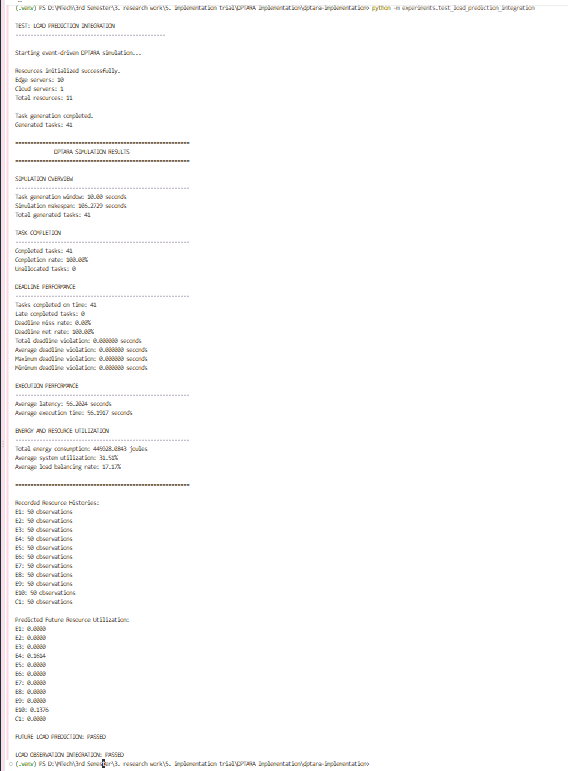 (.venv) PS D:\MTech\3rd Semester\3. research work\5. implementation trial\DPTARA implementation\dptara-implementation> python -m experiments.test_load_prediction_integration
TEST: LOAD PREDICTION INTEGRATION
--------------------------------------------------
Starting event-driven DPTARA simulation...
Resources initialized successfully.
Edge servers: 10
Cloud servers: 1
Total resources: 11
Task generation completed.
Generated tasks: 41
============================================================
DPTARA SIMULATION RESULTS
============================================================
SIMULATION OVERVIEW
------------------------------------------------------------
Task generation window: 10.00 seconds
Simulation makespan: 106.2729 seconds
Total generated tasks: 41
TASK COMPLETION
------------------------------------------------------------
Completed tasks: 41
Completion rate: 100.00%
Unallocated tasks: 0
DEADLINE PERFORMANCE
------------------------------------------------------------
Tasks completed on time: 41
Late completed tasks: 0
Deadline miss rate: 0.00%
Deadline met rate: 100.00%
Total deadline violation: 0.000000 seconds
Average deadline violation: 0.000000 seconds
Maximum deadline violation: 0.000000 seconds
Minimum deadline violation: 0.000000 seconds
EXECUTION PERFORMANCE
------------------------------------------------------------
Average latency: 56.2024 seconds
Average execution time: 56.1917 seconds
ENERGY AND RESOURCE UTILIZATION
------------------------------------------------------------
Total energy consumption: joules
Average system utilization: 31.51%
Average load balancing rate: 17.17%
============================================================
Recorded Resource Histories:
E1: 50 observations
E2: 50 observations
E3: 50 observations
E4: 50 observations
E5: 50 observations
E6: 50 observations
E7: 50 observations
E8: 50 observations
E9: 50 observations
E10: 50 observations
C1: 50 observations
Predicted Future Resource Utilization:
E1: 0.0000
E2: 0.0000
E3: 0.0000
E4: 0.1614
E5: 0.0000
E6: 0.0000
E7: 0.0000
E8: 0.0000
E9: 0.0000
E10: 0.1376
C1: 0.0000
FUTURE LOAD PREDICTION: PASSED
LOAD OBSERVATION INTEGRATION: PASSED
(.venv) PS D:\MTech\3rd Semester\3. research work\5. implementation trial\DPTARA implementation\dptara-implementation>